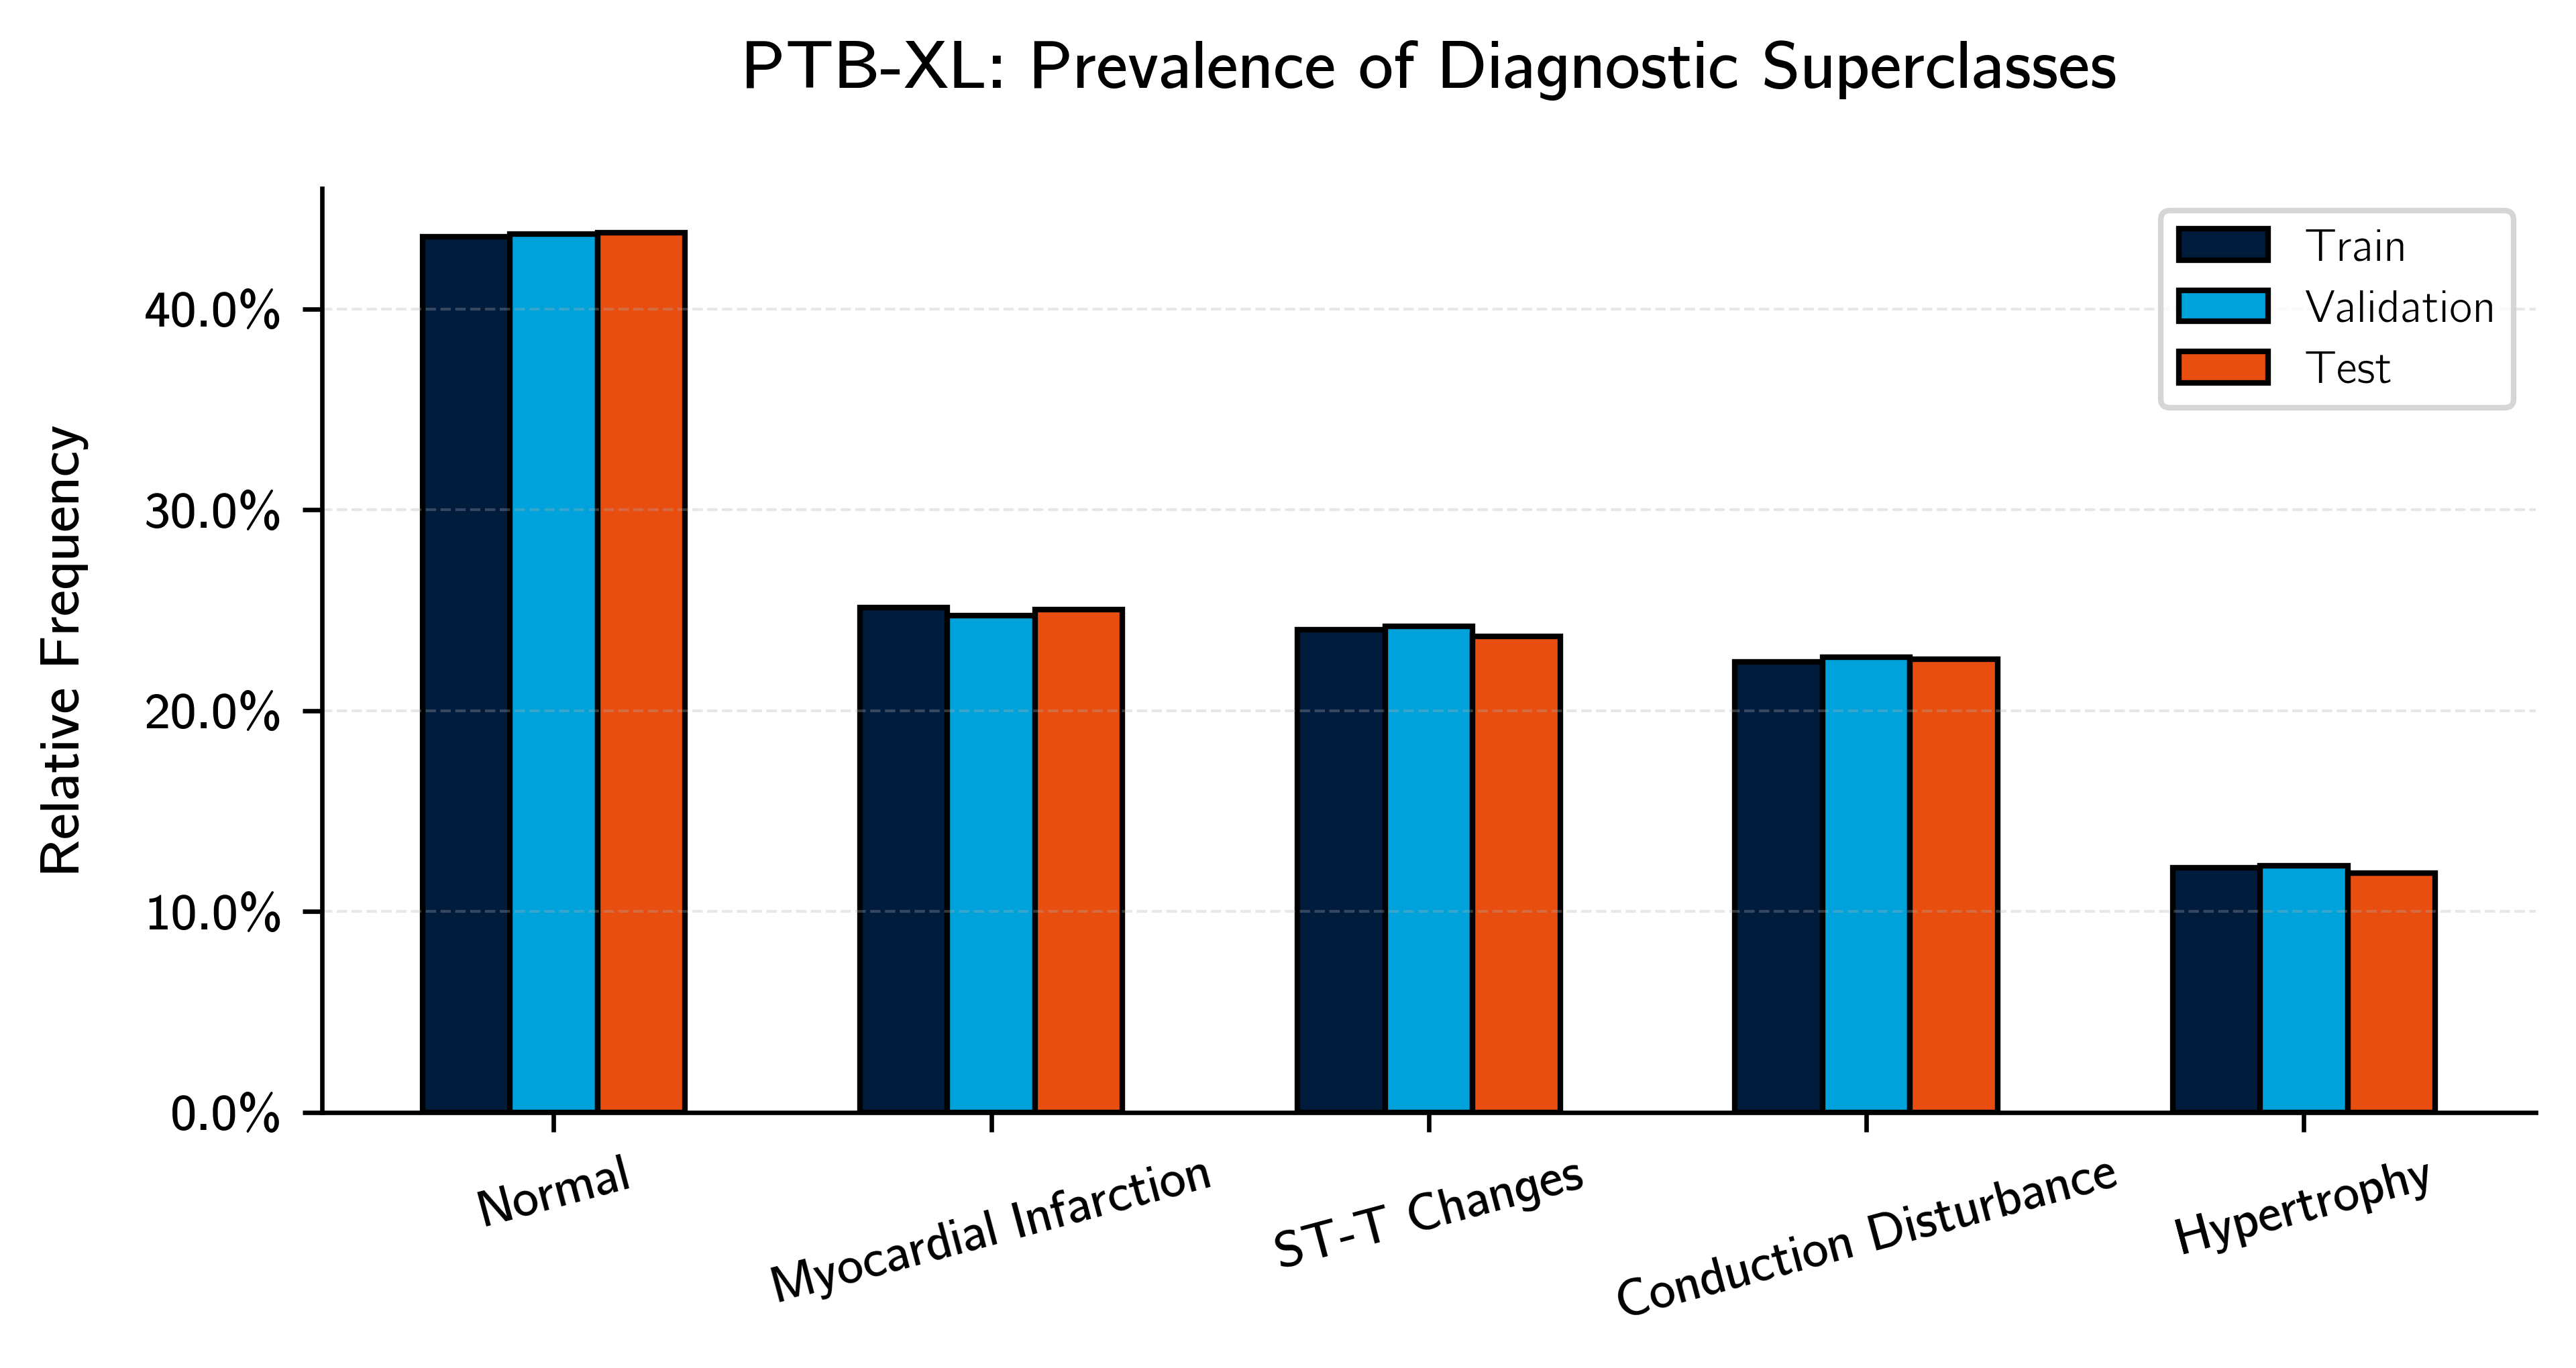 PTB-XL: Prevalence of Diagnostic Superclasses
Train
Validation
Test
Relative Frequency
40.0%
30.0%
20.0%
10.0%
0.0%
Normal
Myocardial Infarction
ST-T Changes
Conduction Disturbance
Hypertrophy